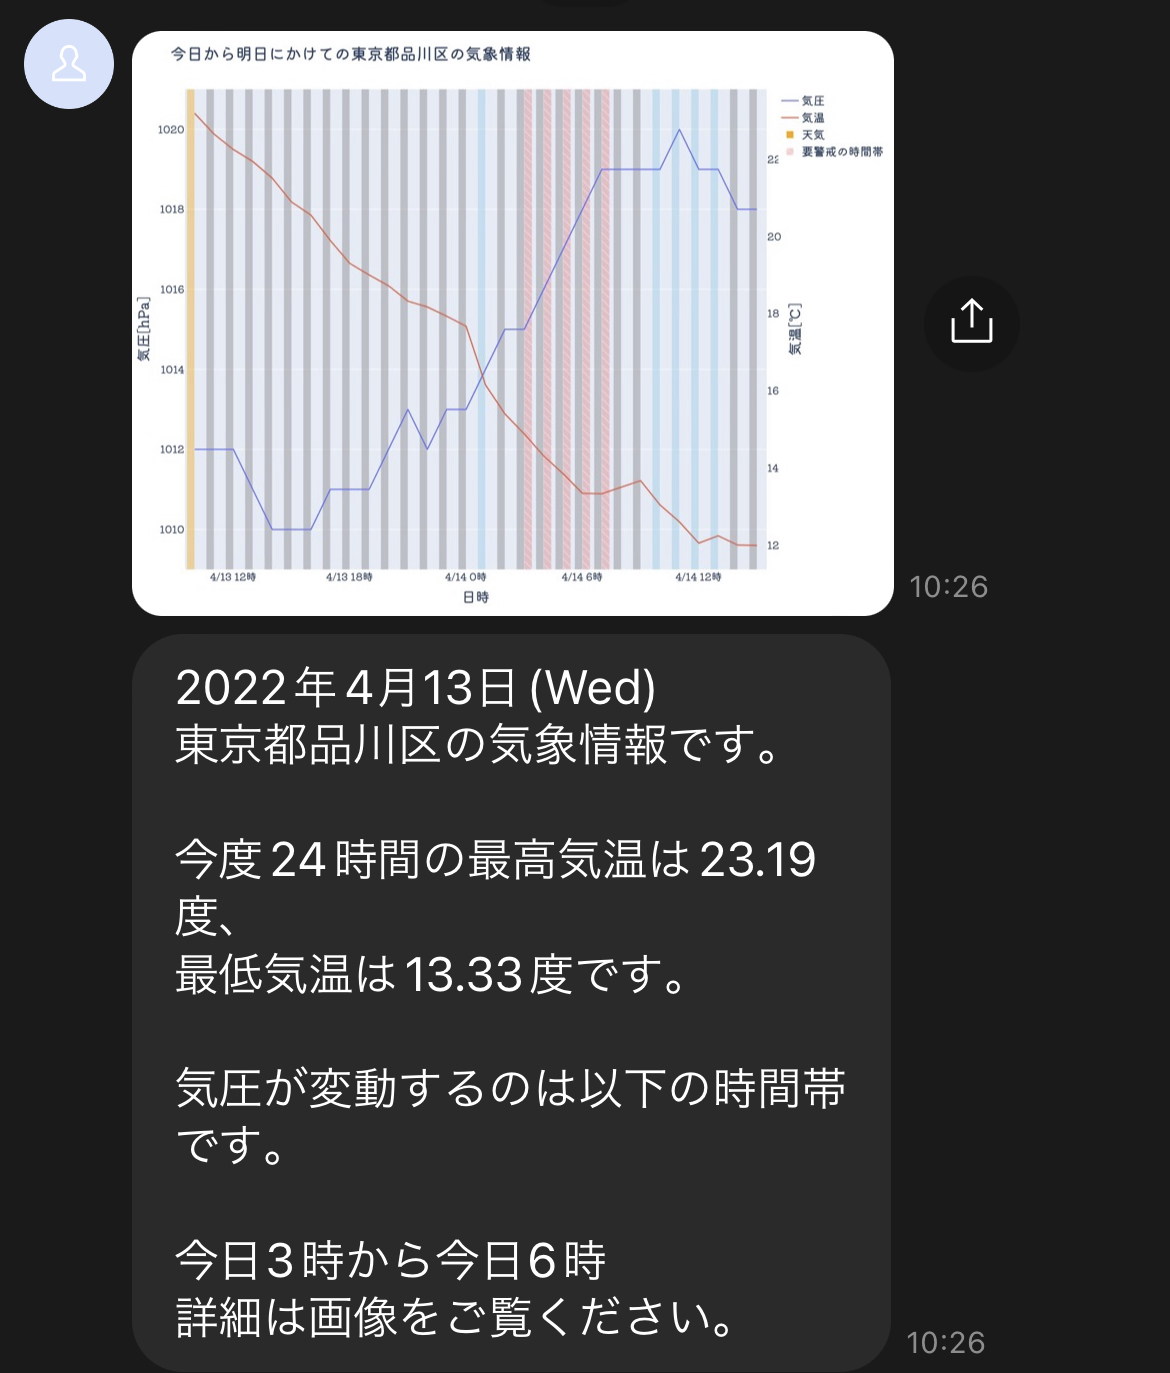 今日から明日にかけての東京都品川区の気象情報
気圧
気温
天気
要警戒の時間帯
1020
1018
1016
1014
1012
1010
気圧[hPa]
22
20
18
16
14
12
気温[℃]
4/13 12時 4/13 18時 4/14 0時 4/14 6時 4/14 12時
日時
10:26
2022年4月13日(Wed)
東京都品川区の気象情報です。
今度24時間の最高気温は23.19
度、
最低気温は13.33度です。
気圧が変動するのは以下の時間帯
です。
今日3時から今日6時
詳細は画像をご覧ください。
10:26